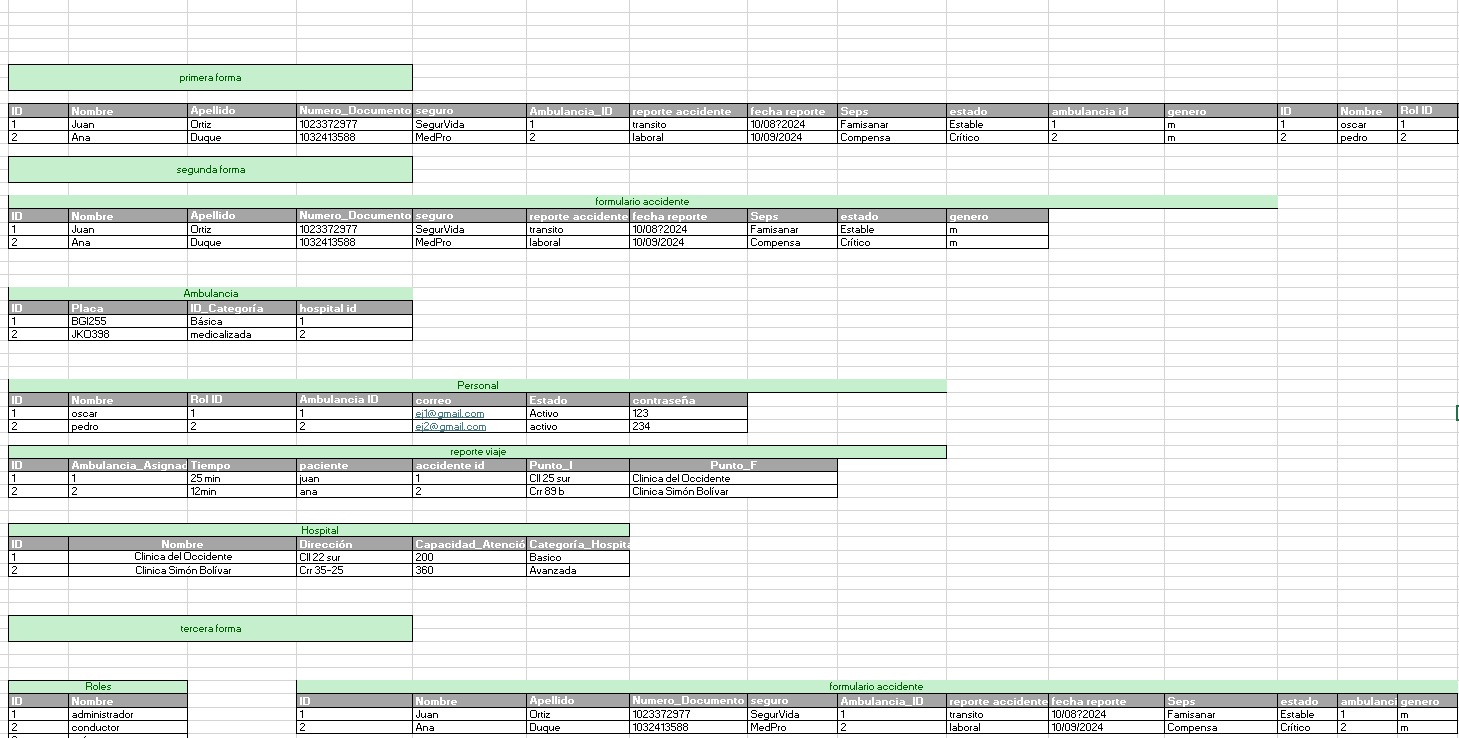 primera forma
ID Nombre Apellido Numero_Documento seguro Ambulancia_ID reporte accidente fecha reporte Seps estado ambulancia id genero ID Nombre Rol ID
1 Juan Ortiz 1023372977 SegurVida 1 transito 10/08?2024 Famisanar Estable 1 m 1 oscar 1
2 Ana Duque 1032413588 MedPro 2 laboral 10/09/2024 Compensa Crítico 2 m 2 pedro 2
segunda forma
formulario accidente
ID Nombre Apellido Numero_Documento seguro reporte accidente fecha reporte Seps estado genero
1 Juan Ortiz 1023372977 SegurVida transito 10/08?2024 Famisanar Estable m
2 Ana Duque 1032413588 MedPro laboral 10/09/2024 Compensa Crítico m
Ambulancia
ID Placa ID_Categoría hospital id
1 BGI255 Básica 1
2 JKO398 medicalizada 2
Personal
ID Nombre Rol ID Ambulancia ID correo Estado contraseña
1 oscar 1 1 ej1@gmail.com Activo 123
2 pedro 2 2 ej2@gmail.com activo 234
reporte viaje
ID Ambulancia_Asignad Tiempo paciente accidente id Punto_I Punto_F
1 1 25 min juan 1 Cll 25 sur Clinica del Occidente
2 2 12min ana 2 Crr 89 b Clinica Simón Bolívar
Hospital
ID Nombre Dirección Capacidad_Atenció Categoría_Hospita
1 Clinica del Occidente Cll 22 sur 200 Basico
2 Clinica Simón Bolívar Crr 35-25 360 Avanzada
tercera forma
Roles formulario accidente
ID Nombre ID Nombre Apellido Numero_Documento seguro Ambulancia_ID reporte accidente fecha reporte Seps estado ambulanci genero
1 administrador 1 Juan Ortiz 1023372977 SegurVida 1 transito 10/08?2024 Famisanar Estable 1 m
2 conductor 2 Ana Duque 1032413588 MedPro 2 laboral 10/09/2024 Compensa Crítico 2 m